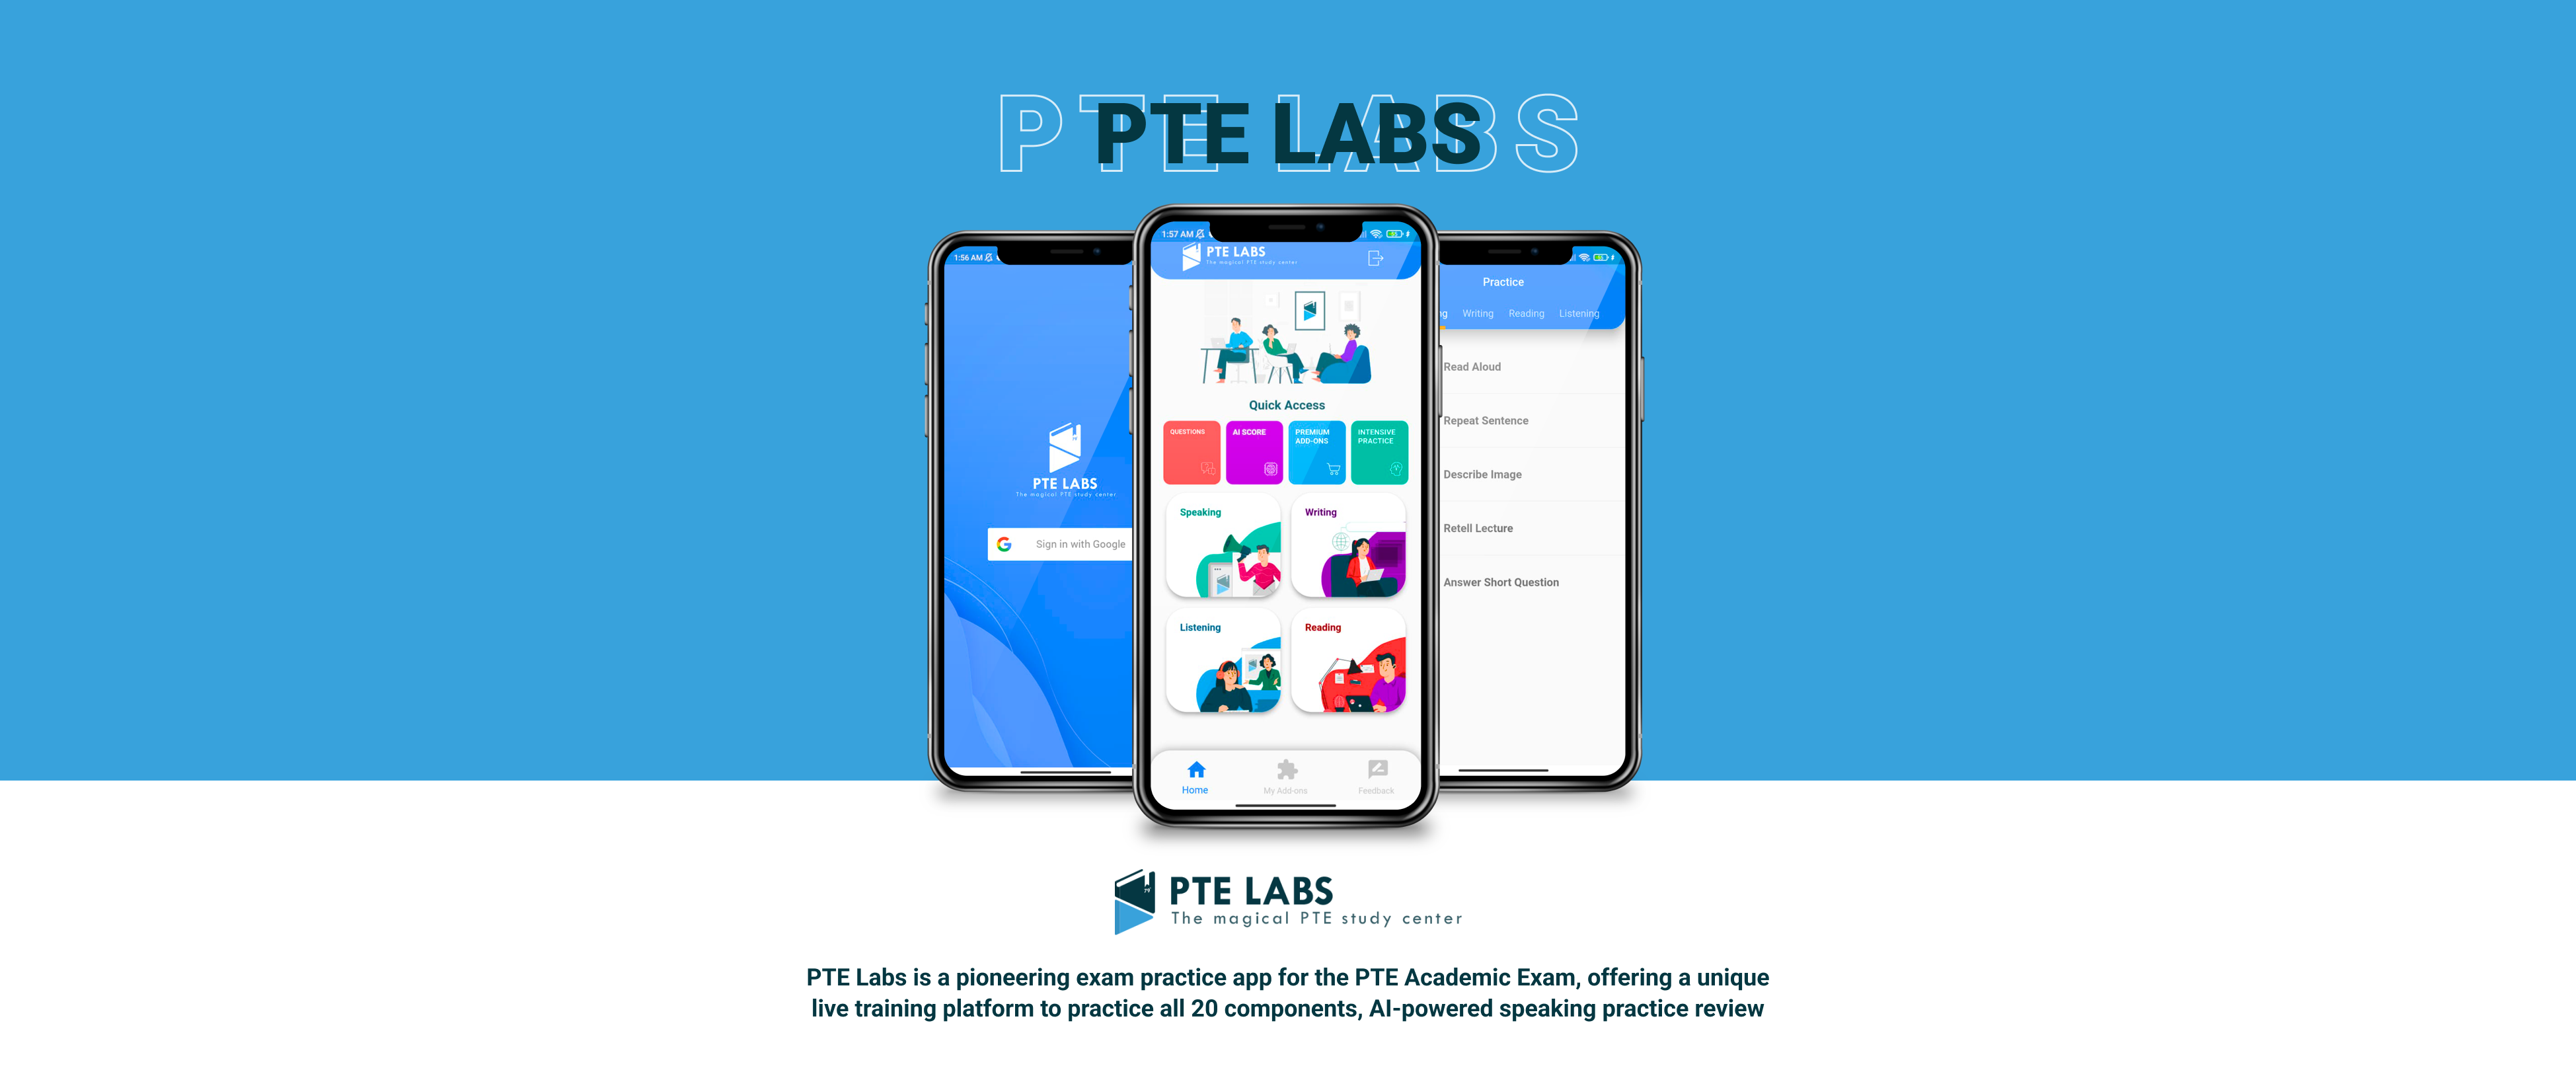 PTE LABS
PTE LABS
1:56 AM
PTE LABS
The magical PTE study center
Sign in with Google
1:57 AM
PTE LABS
The magical PTE study center
Quick Access
QUESTIONS
AI SCORE
PREMIUM
ADD-ONS
INTENSIVE
PRACTICE
Speaking
Writing
Listening
Reading
Home
My Add-ons
Feedback
Practice
ng
Writing
Reading
Listening
Read Aloud
Repeat Sentence
Describe Image
Retell Lecture
Answer Short Question
PTE LABS
The magical PTE study center
PTE Labs is a pioneering exam practice app for the PTE Academic Exam, offering a unique
live training platform to practice all 20 components, AI-powered speaking practice review